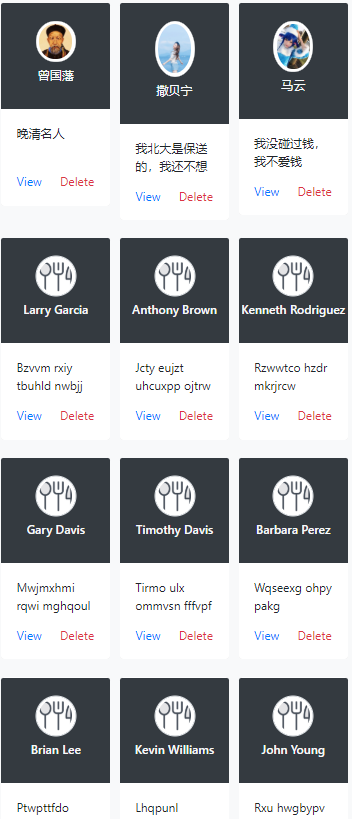 曾国藩
晚清名人
View Delete
撒贝宁
我北大是保送
的，我还不想
View Delete
马云
我没碰过钱，
我不爱钱
View Delete
Larry Garcia
Bzvvm rxiy
tbuhld nwbjj
View Delete
Anthony Brown
Jcty eujzt
uhcuxpp ojtrw
View Delete
Kenneth Rodriguez
Rzwwtco hzdr
mkrjrcw
View Delete
Gary Davis
Mwjmxhmi
rqwi mghqoul
View Delete
Timothy Davis
Tirmo ulx
ommvsn fffvpf
View Delete
Barbara Perez
Wqseexg ohpy
pakg
View Delete
Brian Lee
Ptwpttfdo
Kevin Williams
Lhqpunl
John Young
Rxu hwgbypv